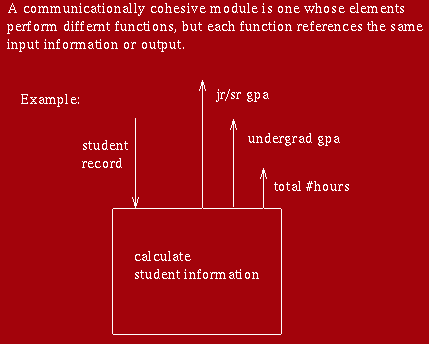 A communicationally cohesive module is one whose elements
perform differnt functions, but each function references the same
input information or output.
Example:
jr/sr gpa
student
record
undergrad gpa
total #hours
calculate
student information